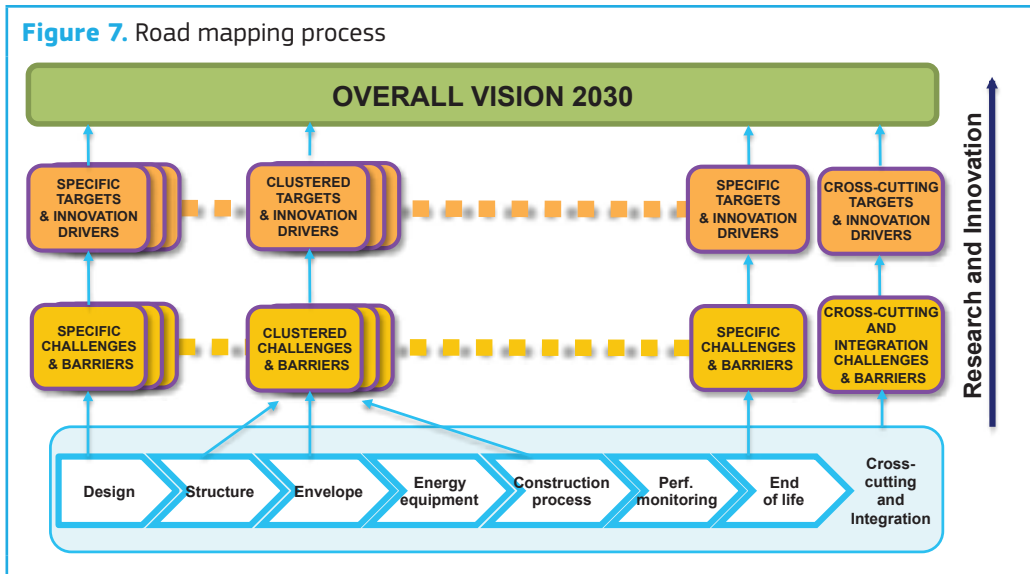 Figure 7. Road mapping process
OVERALL VISION 2030
SPECIFIC
TARGETS
& INNOVATION
DRIVERS
CLUSTERED
TARGETS
& INNOVATION
DRIVERS
SPECIFIC
TARGETS
& INNOVATION
DRIVERS
CROSS-CUTTING
TARGETS
& INNOVATION
DRIVERS
SPECIFIC
CHALLENGES
& BARRIERS
CLUSTERED
CHALLENGES
& BARRIERS
SPECIFIC
CHALLENGES
& BARRIERS
CROSS-CUTTING
AND
INTEGRATION
CHALLENGES
& BARRIERS
Design
Structure
Envelope
Energy
equipment
Construction
process
Perf.
monitoring
End
of life
Cross-
cutting
and
Integration
Research and Innovation